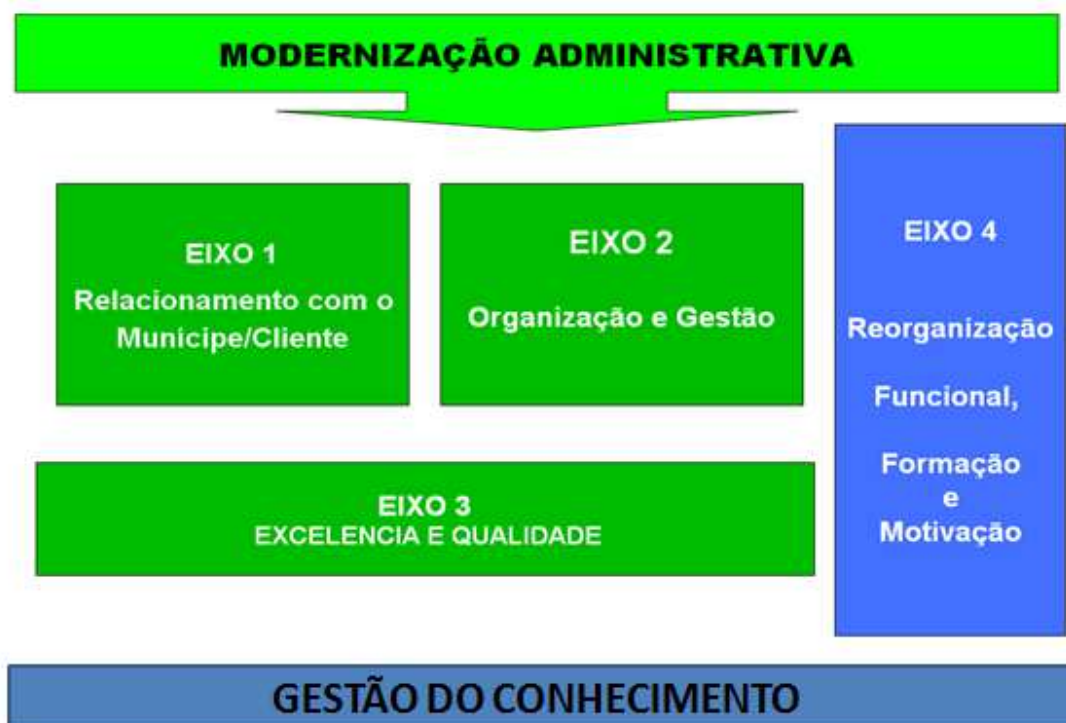 MODERNIZAÇÃO ADMINISTRATIVA
EIXO 1
Relacionamento com o
Municipe/Cliente
EIXO 2
Organização e Gestão
EIXO 3
EXCELENCIA E QUALIDADE
EIXO 4
Reorganização
Funcional,
Formação
e
Motivação
GESTÃO DO CONHECIMENTO